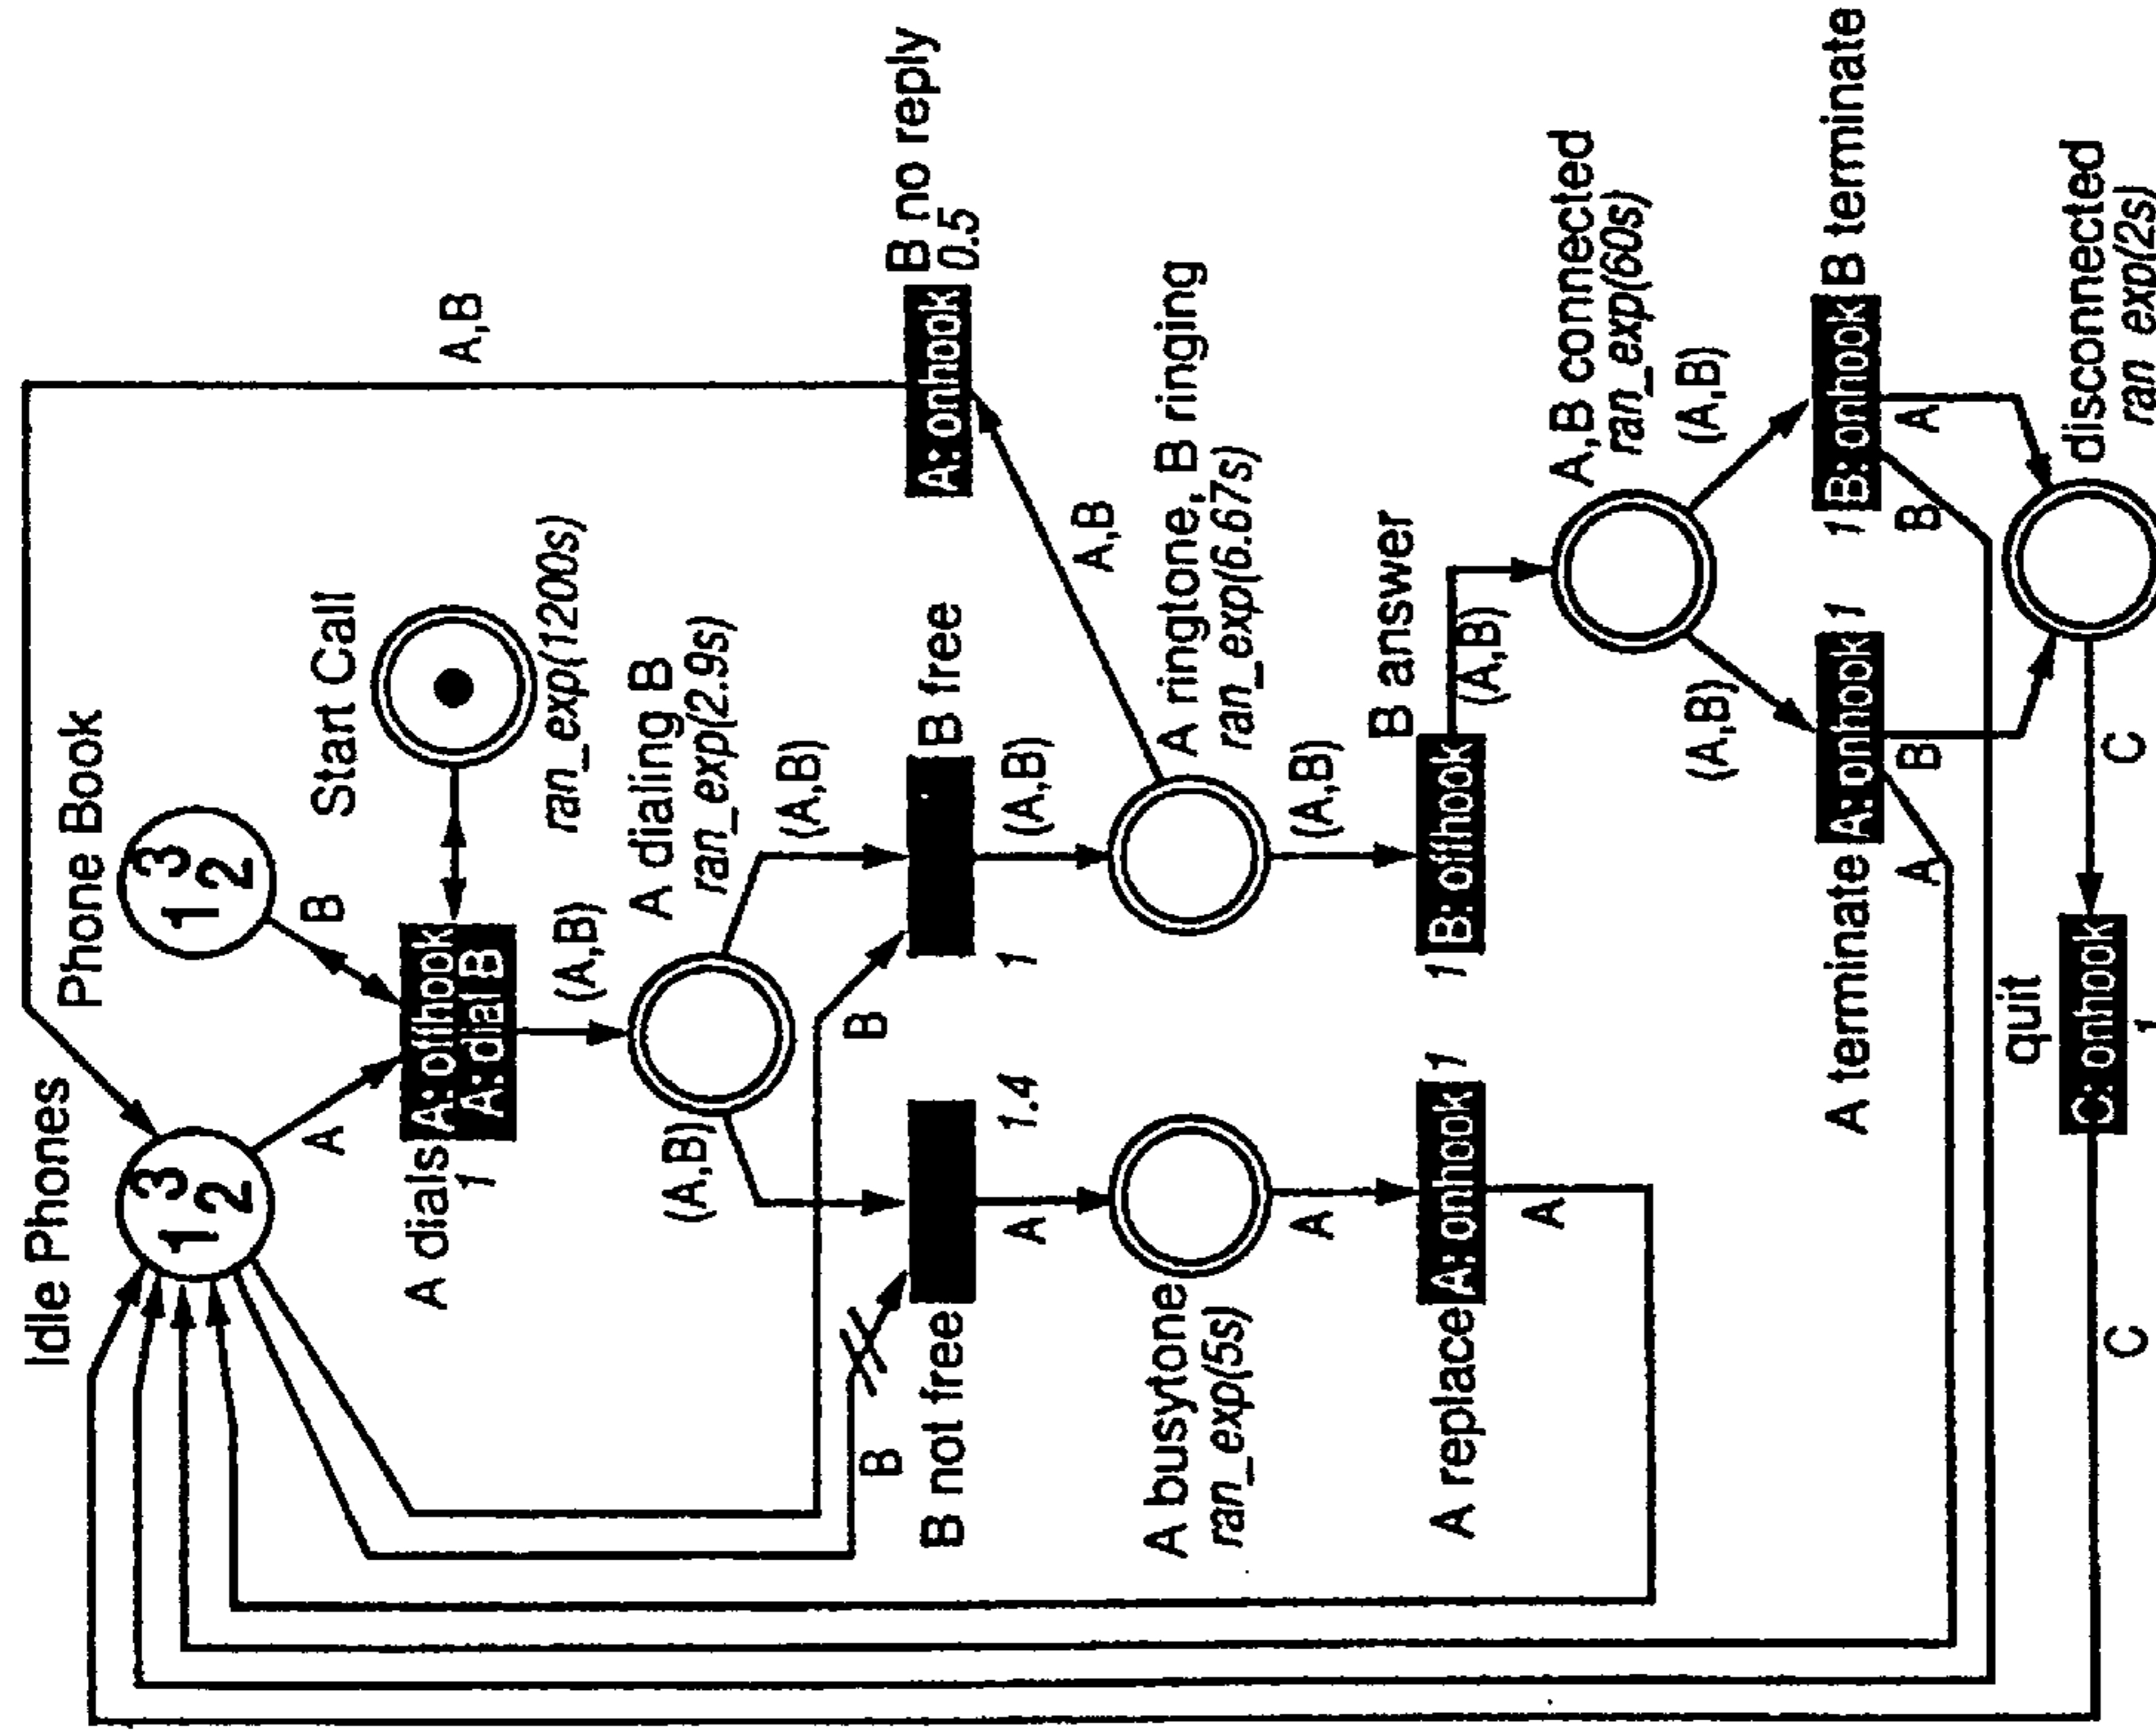 Idle Phones
Phone Book
1 2 3
1 2 3
Start Call
ran_exp(1200s)
A
B
A,B
A dials
1
A: offhook
A: dial B
(A,B)
A dialing B
ran_exp(2.9s)
(A,B)
(A,B)
B
B
B not free
1.4
B free
1
A: onhook
B no reply
0.5
A
(A,B)
A,B
A busytone
ran_exp(5s)
A ringtone, B ringing
ran_exp(6.67s)
A
(A,B)
A replace
A: onhook
1
B answer
1
B: offhook
A
(A,B)
A,B connected
ran_exp(60s)
(A,B)
(A,B)
A terminate
A: onhook
1
1
B: onhook
B terminate
A
B
B
A
disconnected
ran_exp(2s)
quit
C: onhook
1
C
C